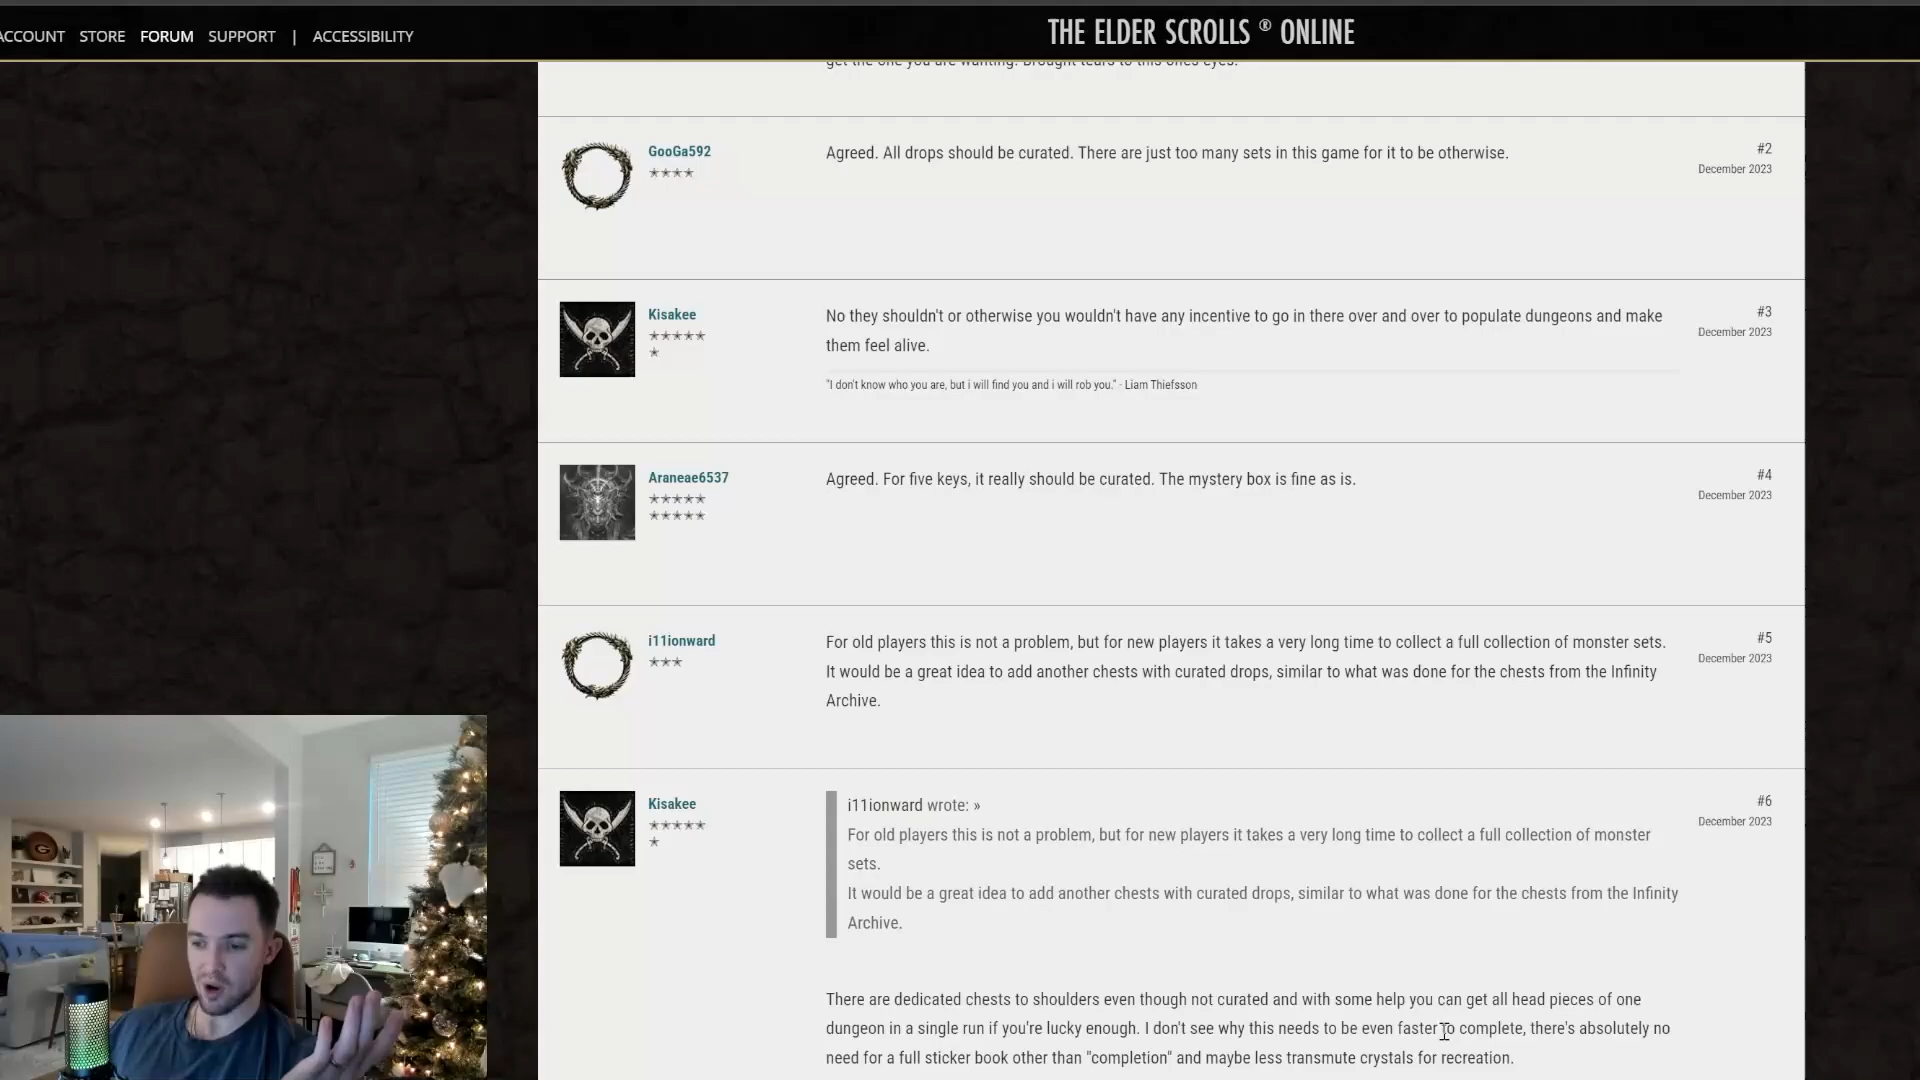 ACCOUNT STORE FORUM SUPPORT | ACCESSIBILITY
THE ELDER SCROLLS ® ONLINE
get the one you are wanting! Brought tears to this ones eyes.
GooGa592
Agreed. All drops should be curated. There are just too many sets in this game for it to be otherwise.
#2
December 2023
Kisakee
No they shouldn't or otherwise you wouldn't have any incentive to go in there over and over to populate dungeons and make
them feel alive.
"I don't know who you are, but i will find you and i will rob you." - Liam Thiefsson
#3
December 2023
Araneae6537
Agreed. For five keys, it really should be curated. The mystery box is fine as is.
#4
December 2023
i11ionward
For old players this is not a problem, but for new players it takes a very long time to collect a full collection of monster sets.
It would be a great idea to add another chests with curated drops, similar to what was done for the chests from the Infinity
Archive.
#5
December 2023
Kisakee
i11ionward wrote: »
For old players this is not a problem, but for new players it takes a very long time to collect a full collection of monster
sets.
It would be a great idea to add another chests with curated drops, similar to what was done for the chests from the Infinity
Archive.
#6
December 2023
There are dedicated chests to shoulders even though not curated and with some help you can get all head pieces of one
dungeon in a single run if you're lucky enough. I don't see why this needs to be even faster to complete, there's absolutely no
need for a full sticker book other than "completion" and maybe less transmute crystals for recreation.